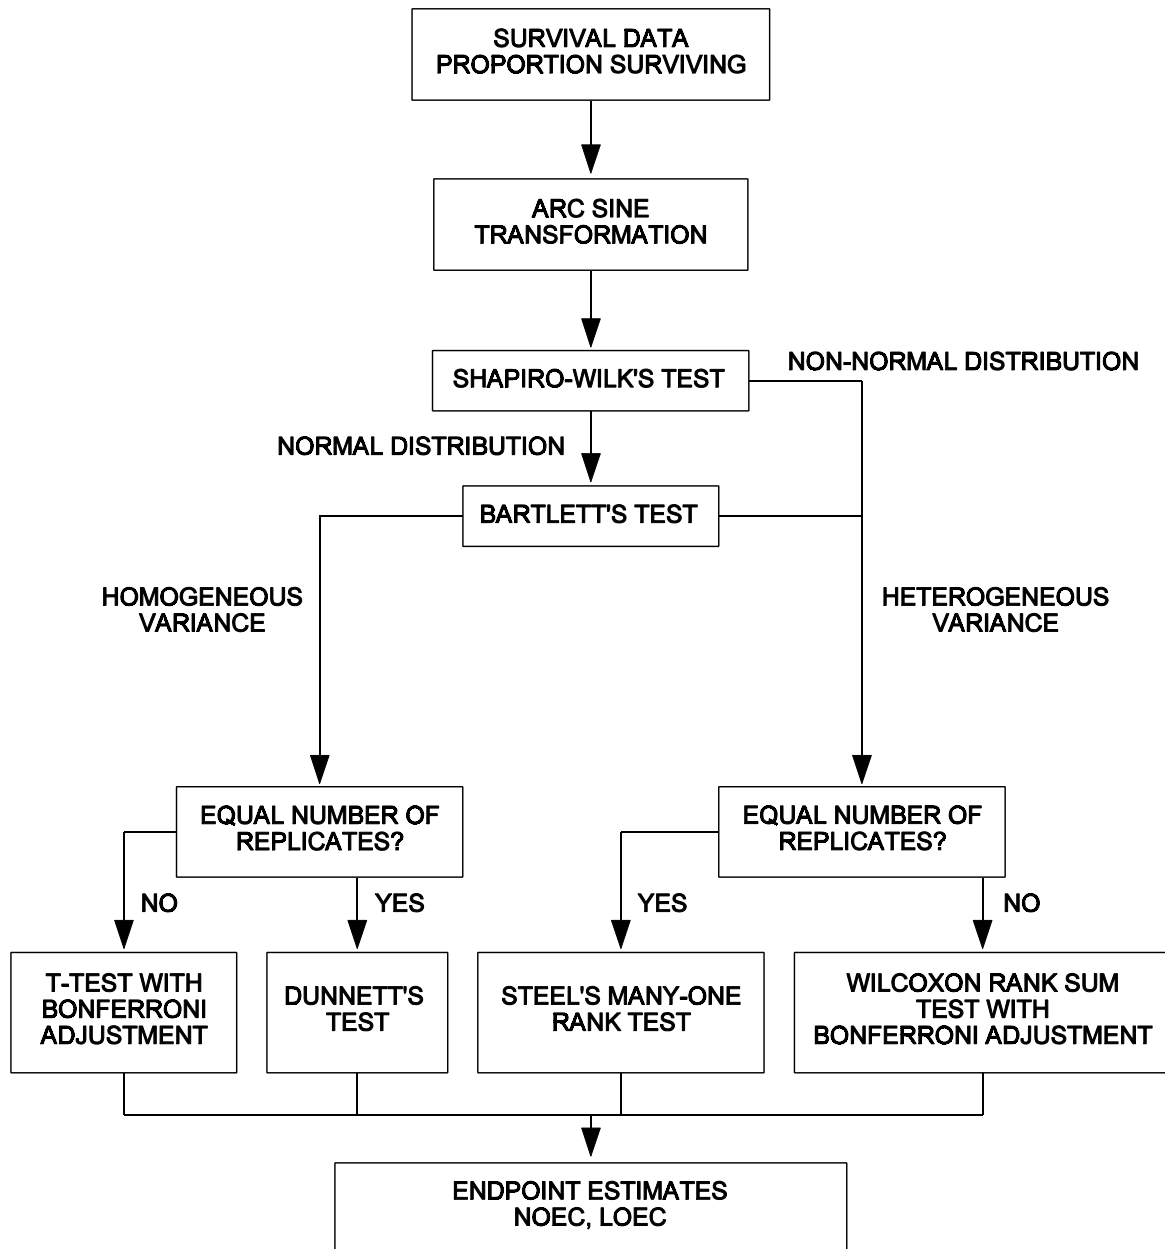 SURVIVAL DATA
PROPORTION SURVIVING
ARC SINE
TRANSFORMATION
SHAPIRO-WILK'S TEST
NON-NORMAL DISTRIBUTION
NORMAL DISTRIBUTION
BARTLETT'S TEST
HOMOGENEOUS
VARIANCE
HETEROGENEOUS
VARIANCE
EQUAL NUMBER OF
REPLICATES?
EQUAL NUMBER OF
REPLICATES?
NO
YES
YES
NO
T-TEST WITH
BONFERRONI
ADJUSTMENT
DUNNETT'S
TEST
STEEL'S MANY-ONE
RANK TEST
WILCOXON RANK SUM
TEST WITH
BONFERRONI ADJUSTMENT
ENDPOINT ESTIMATES
NOEC, LOEC